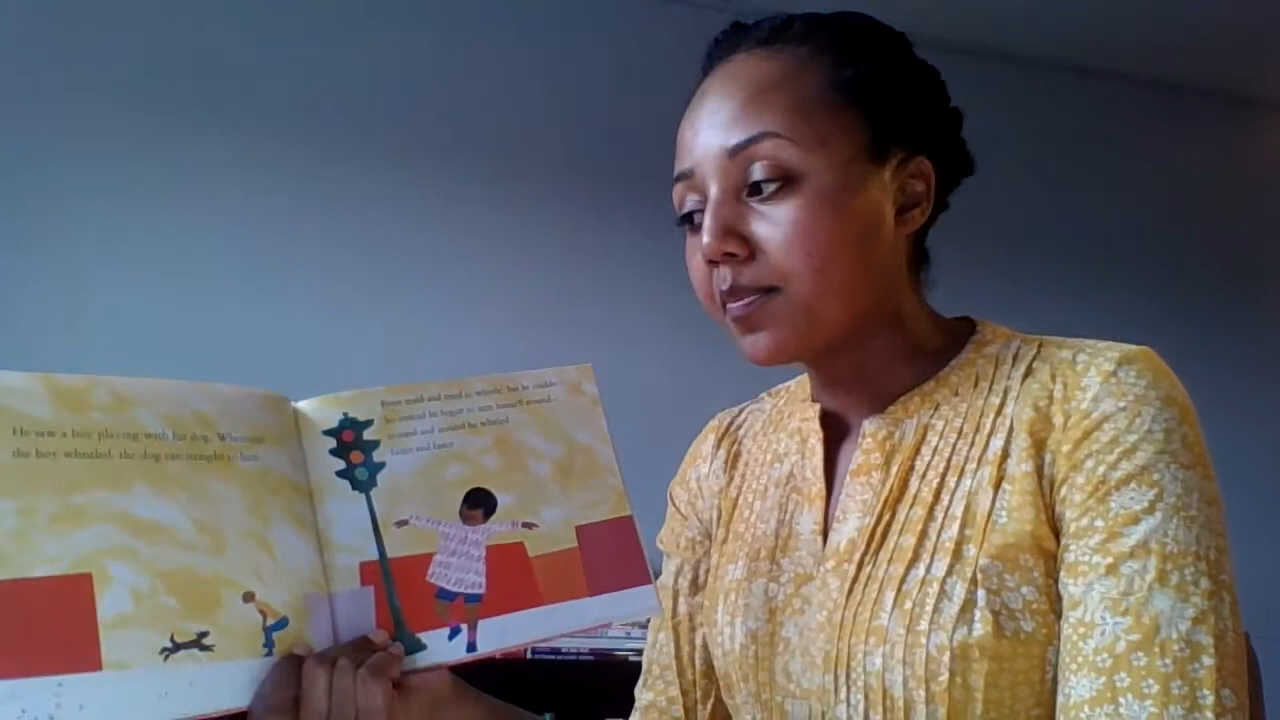 He saw a boy playing with his dog. Whenever
the boy whistled, the dog ran straight to him.
Peter tried and tried to whistle, but he couldn't.
So instead he began to turn himself around—
around and around he whirled . . .
faster and faster . . .